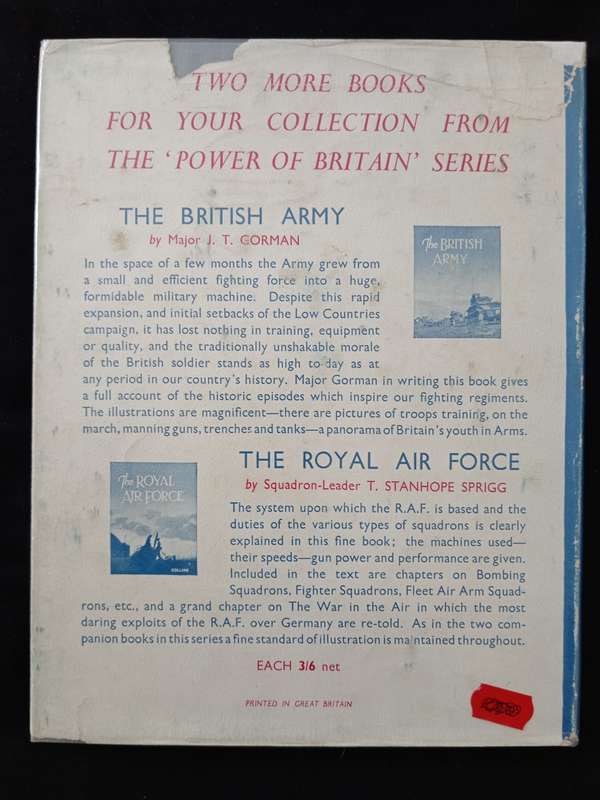 TWO MORE BOOKS
FOR YOUR COLLECTION FROM
THE 'POWER OF BRITAIN' SERIES
THE BRITISH ARMY
by Major J. T. GORMAN
In the space of a few months the Army grew from
a small and efficient fighting force into a huge,
formidable military machine. Despite this rapid
expansion, and initial setbacks of the Low Countries
campaign, it has lost nothing in training, equipment
or quality, and the traditionally unshakable morale
of the British soldier stands as high to-day as at
any period in our country's history. Major Gorman in writing this book gives
a full account of the historic episodes which inspire our fighting regiments.
The illustrations are magnificent—there are pictures of troops training, on the
march, manning guns, trenches and tanks—a panorama of Britain's youth in Arms.
The BRITISH
ARMY
The ROYAL
AIR FORCE
COLLINS
THE ROYAL AIR FORCE
by Squadron-Leader T. STANHOPE SPRIGG
The system upon which the R.A.F. is based and the
duties of the various types of squadrons is clearly
explained in this fine book; the machines used—
their speeds—gun power and performance are given.
Included in the text are chapters on Bombing
Squadrons, Fighter Squadrons, Fleet Air Arm Squad-
rons, etc., and a grand chapter on The War in the Air in which the most
daring exploits of the R.A.F. over Germany are re-told. As in the two com-
panion books in this series a fine standard of illustration is maintained throughout.
EACH 3/6 net
PRINTED IN GREAT BRITAIN